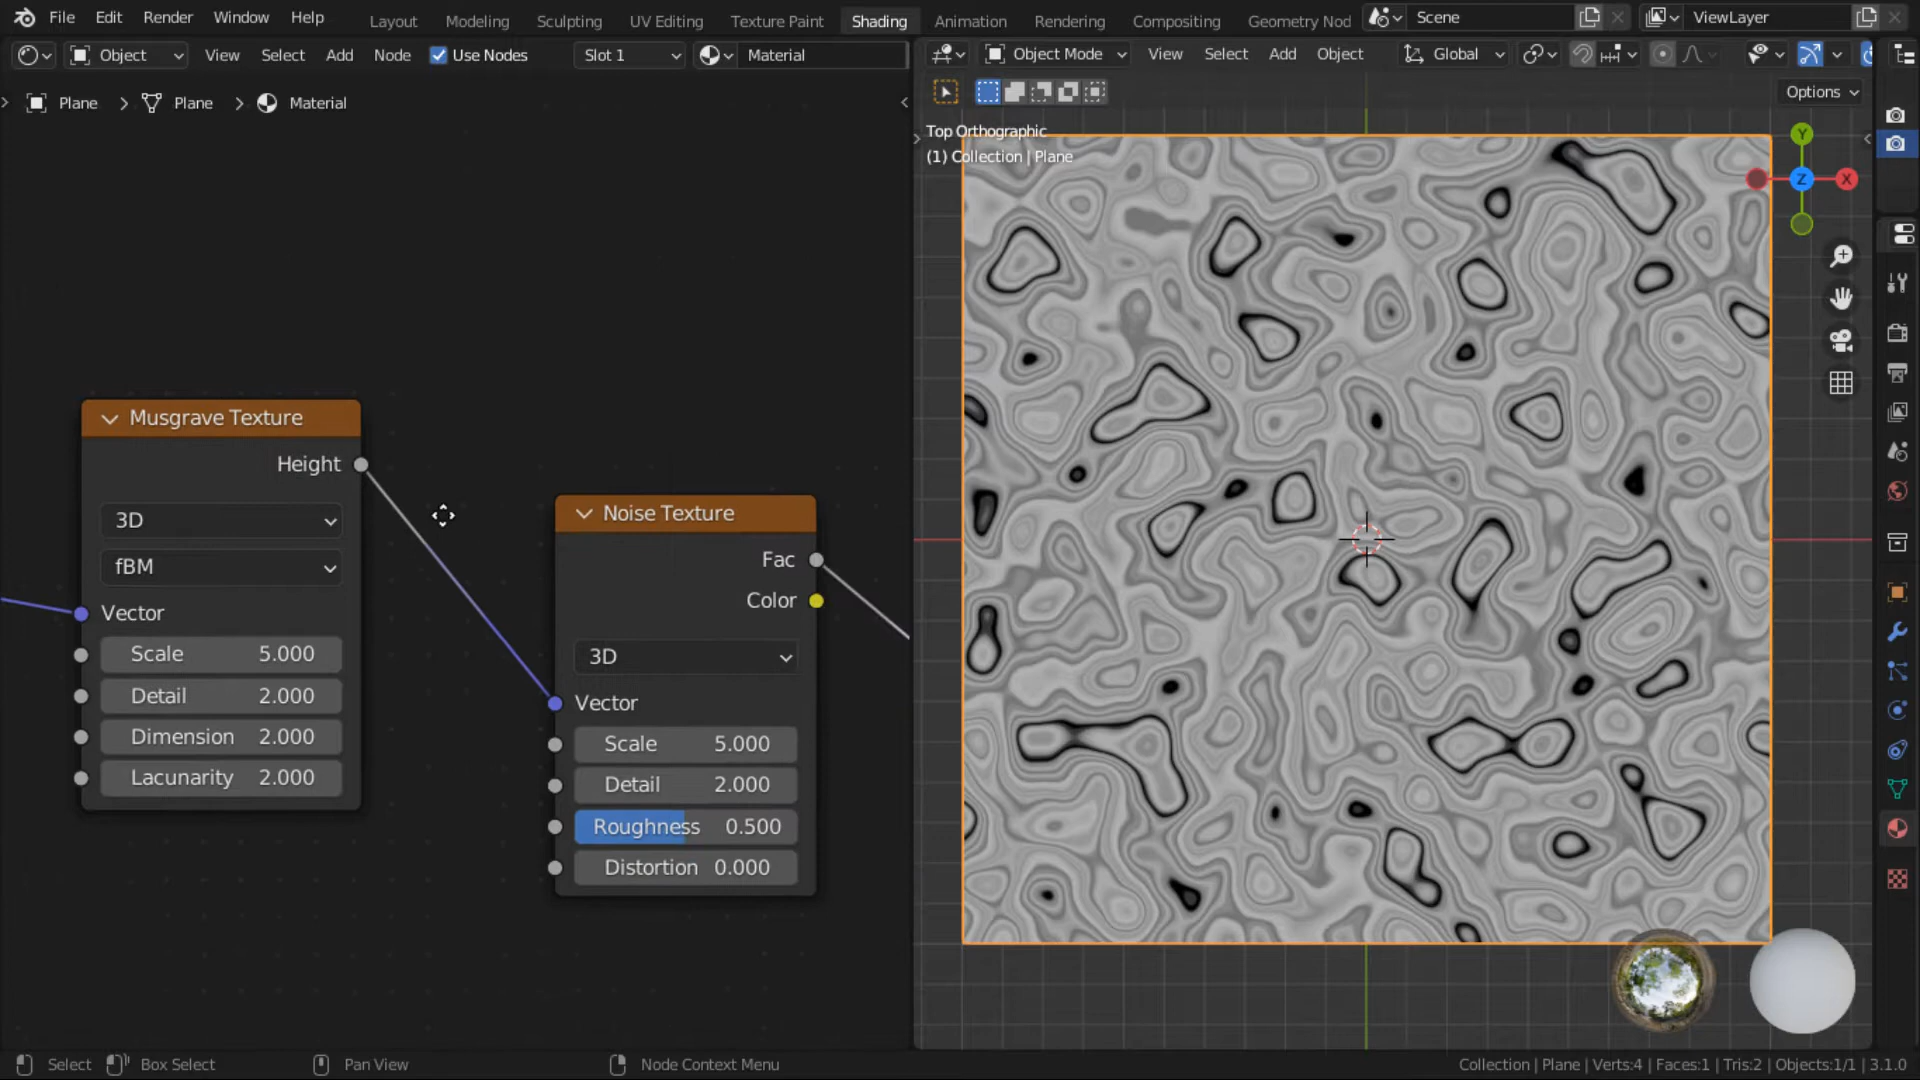 File Edit Render Window Help Layout Modeling Sculpting UV Editing Texture Paint Shading Animation Rendering Compositing Geometry Nod Scene ViewLayer
Object View Select Add Node Use Nodes Slot 1 Material
Object Mode View Select Add Object Global
Plane Plane Material
Options
Top Orthographic
(1) Collection | Plane
Y
X
Z
Musgrave Texture
Height
3D
fBM
Vector
Scale 5.000
Detail 2.000
Dimension 2.000
Lacunarity 2.000
Noise Texture
Fac
Color
3D
Vector
Scale 5.000
Detail 2.000
Roughness 0.500
Distortion 0.000
Select Box Select Pan View Node Context Menu Collection | Plane | Verts:4 | Faces:1 | Tris:2 | Objects:1/1 | 3.1.0